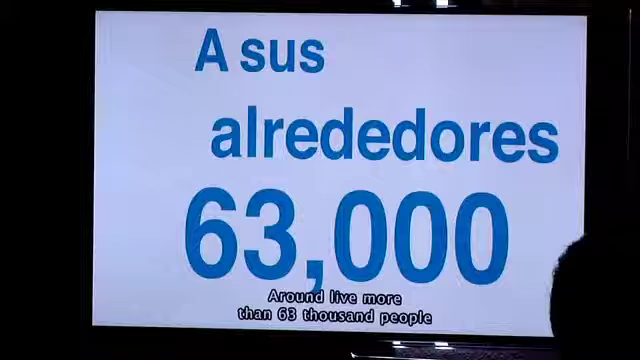 A sus
alrededores
63,000
Around live more
than 63 thousand people